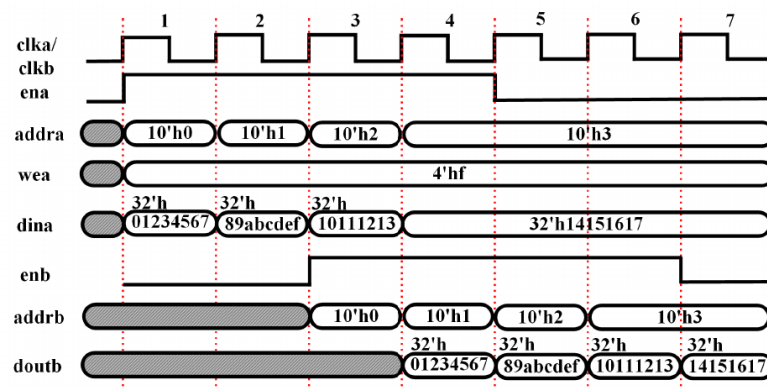 1 2 3 4 5 6 7
clka/
clkb
ena
addra 10'h0 10'h1 10'h2 10'h3
wea 4'hf
32'h 32'h 32'h
dina 01234567 89abcdef 10111213 32'h14151617
enb
addrb 10'h0 10'h1 10'h2 10'h3
32'h 32'h 32'h 32'h
doutb 01234567 89abcdef 10111213 14151617